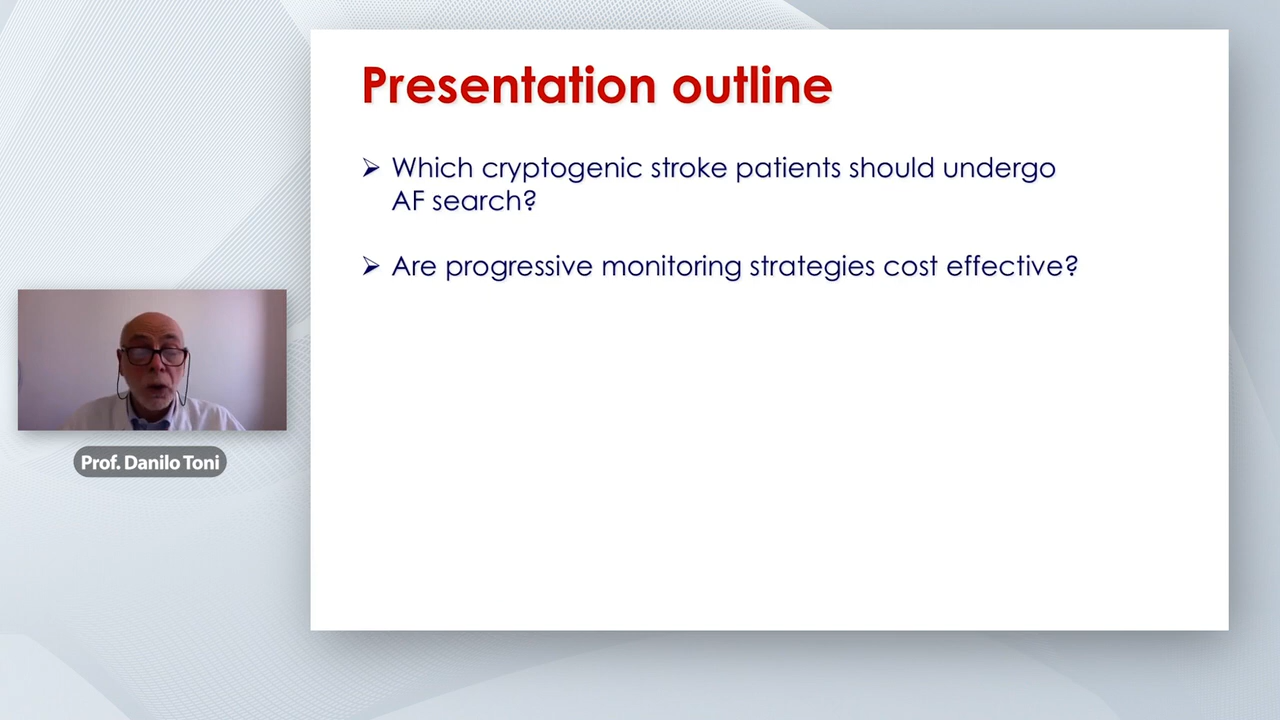 Presentation outline
➢ Which cryptogenic stroke patients should undergo
AF search?
➢ Are progressive monitoring strategies cost effective?
Prof. Danilo Toni